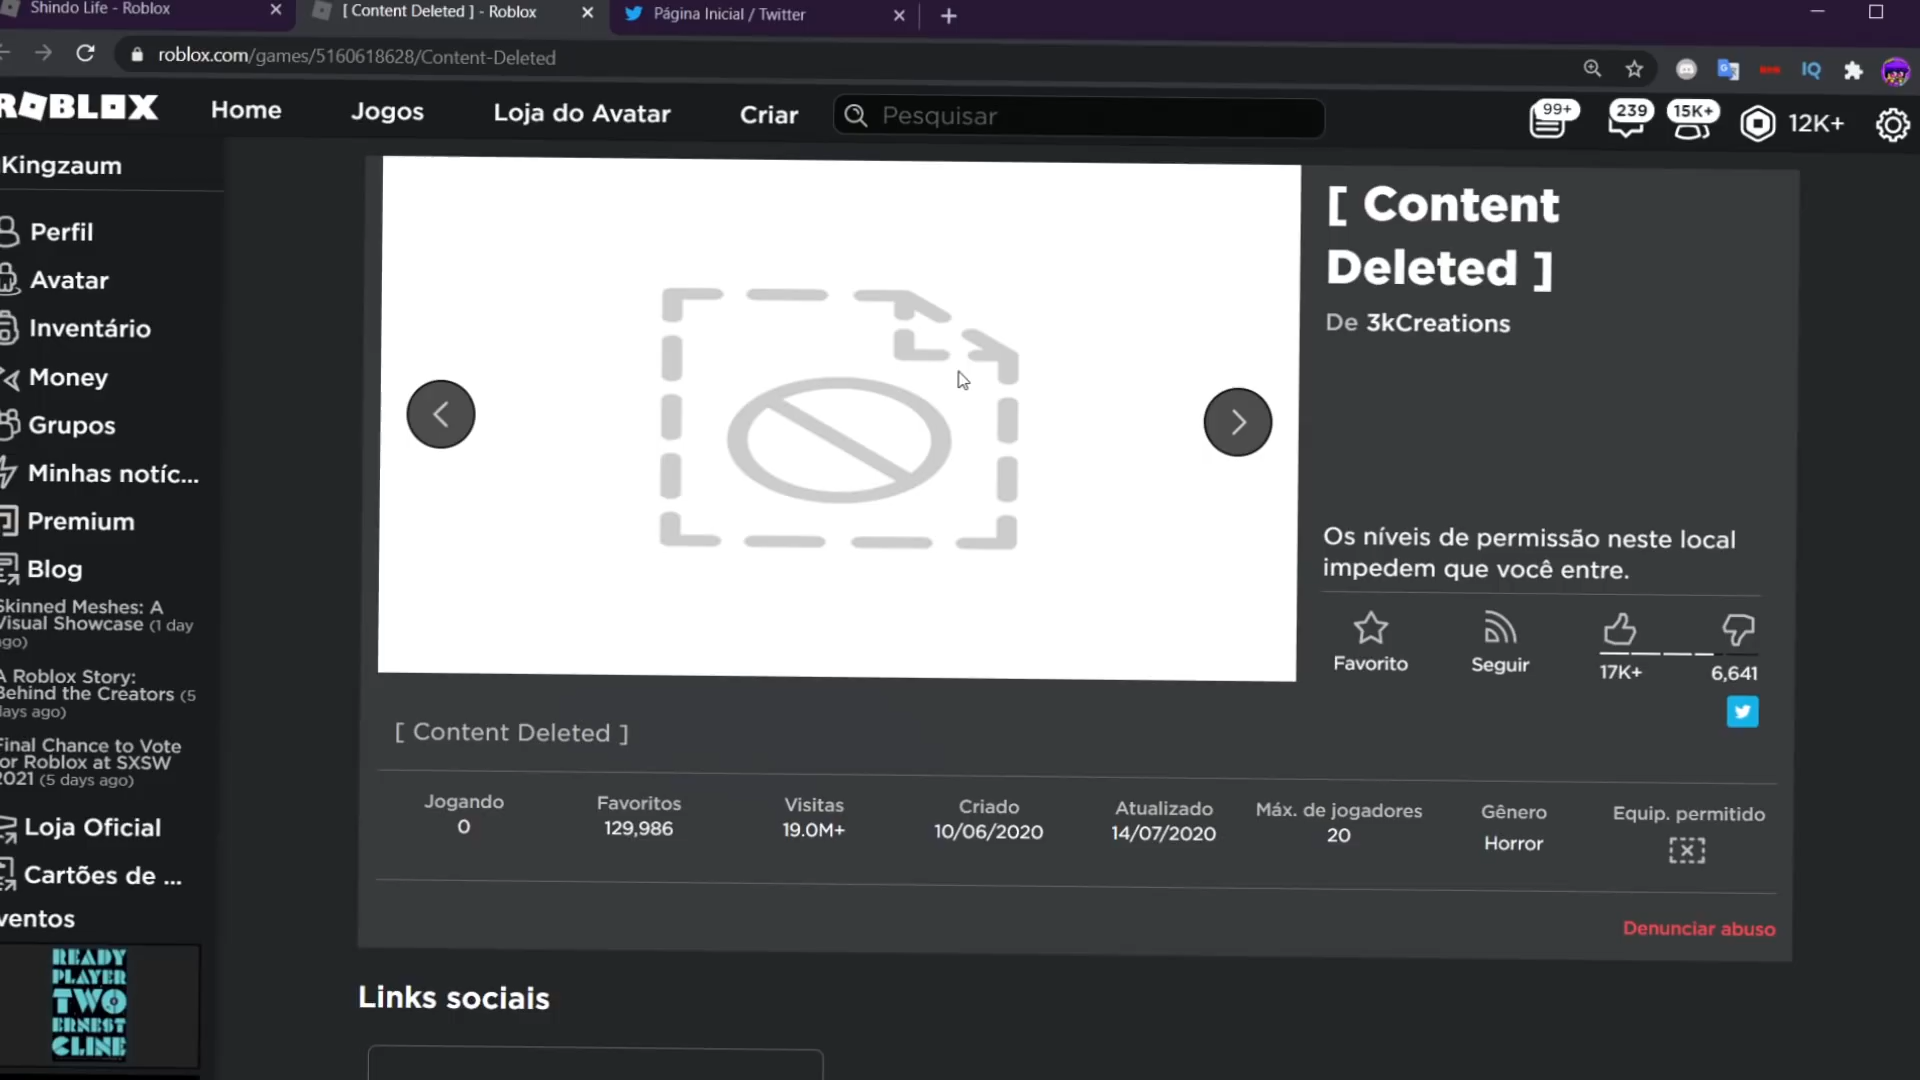 Shindo Life - Roblox
[ Content Deleted ] - Roblox
Página Inicial / Twitter
roblox.com/games/5160618628/Content-Deleted
ROBLOX
Home
Jogos
Loja do Avatar
Criar
Pesquisar
99+
239
15K+
12K+
Kingzaum
Perfil
Avatar
Inventário
Money
Grupos
Minhas notíc...
Premium
Blog
Skinned Meshes: A
Visual Showcase (1 day
ago)
A Roblox Story:
Behind the Creators (5
days ago)
Final Chance to Vote
for Roblox at SXSW
2021 (5 days ago)
Loja Oficial
Cartões de ...
ventos
READY
PLAYER
TWO
ERNEST
CLINE
[ Content
Deleted ]
De 3kCreations
Os níveis de permissão neste local
impedem que você entre.
Favorito
Seguir
17K+
6,641
[ Content Deleted ]
Jogando
0
Favoritos
129,986
Visitas
19.0M+
Criado
10/06/2020
Atualizado
14/07/2020
Máx. de jogadores
20
Gênero
Horror
Equip. permitido
Denunciar abuso
Links sociais